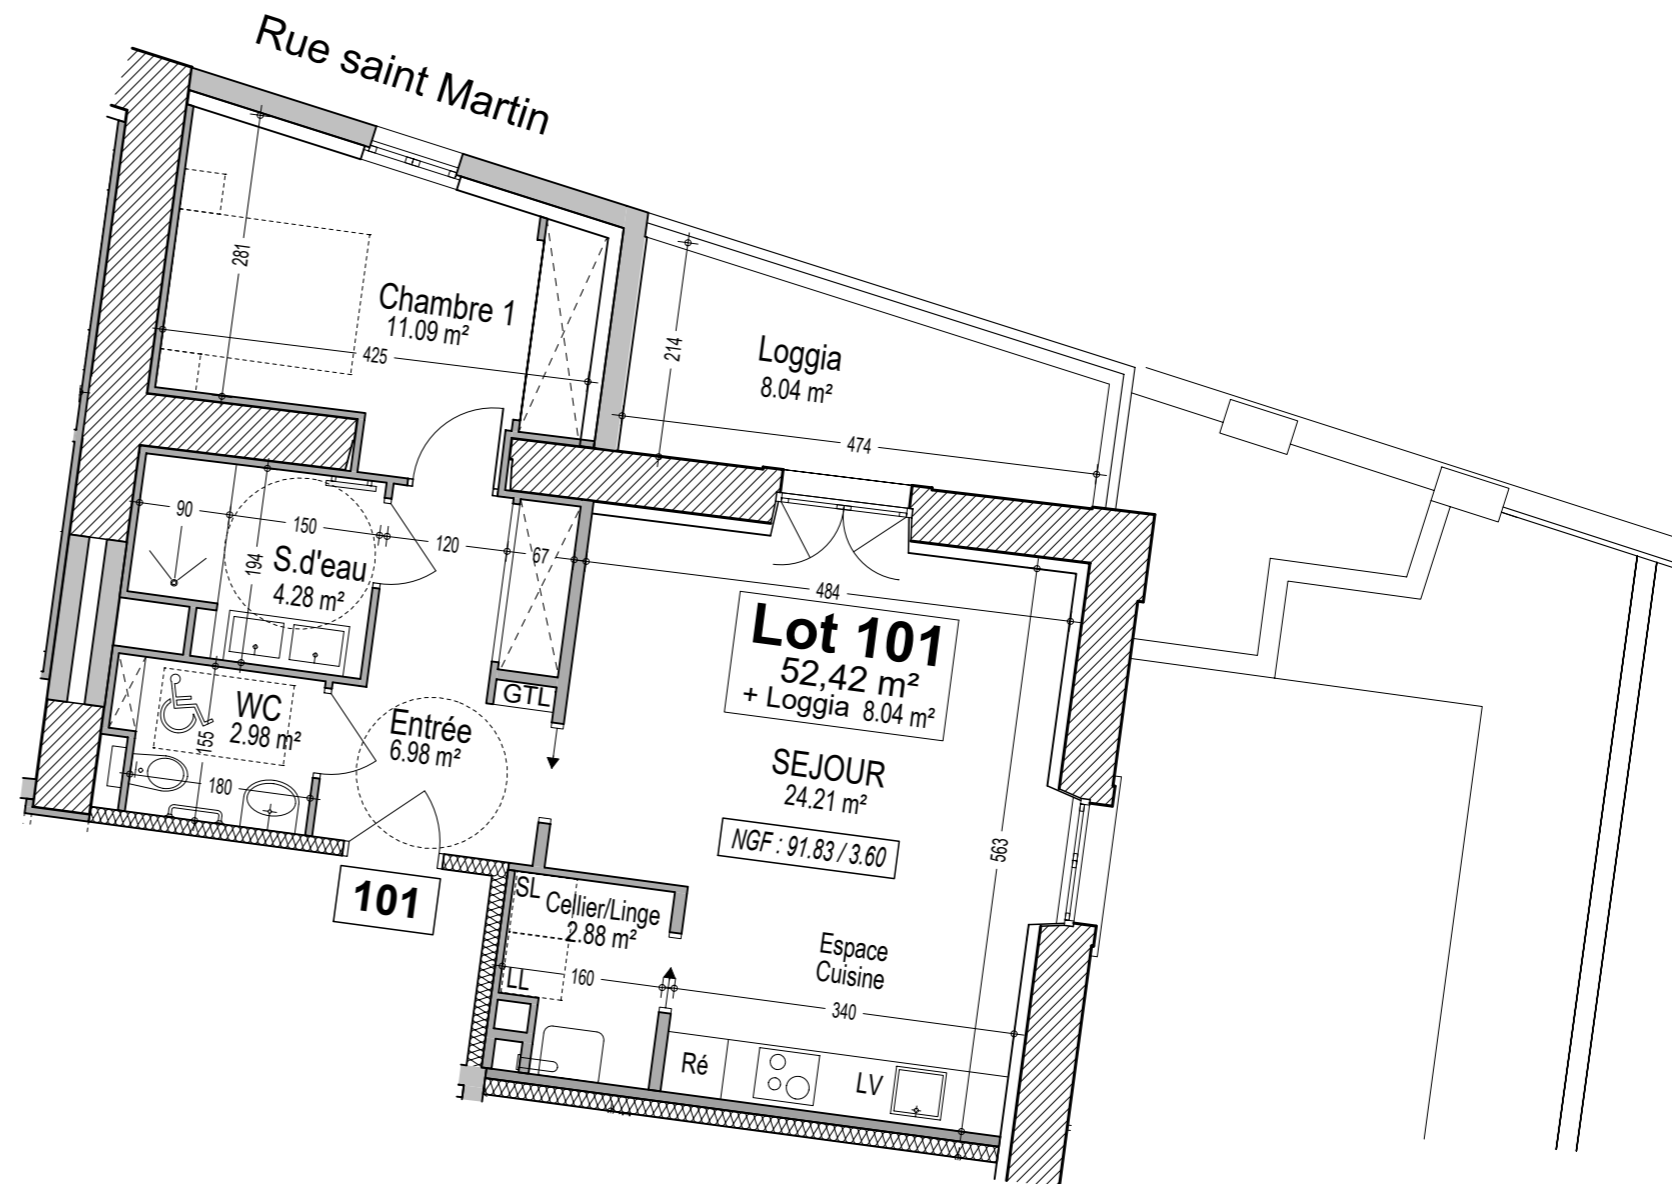 Rue saint Martin
281
Chambre 1
11.09 m²
425
214
Loggia
8.04 m²
474
90
150
120
67
194
S.d'eau
4.28 m²
484
Lot 101
52,42 m²
+ Loggia 8.04 m²
GTL
WC
2.98 m²
155
180
Entrée
6.98 m²
SEJOUR
24.21 m²
NGF : 91.83 / 3.60
563
101
SL
Cellier/Linge
2.88 m²
LL
160
Espace
Cuisine
340
Ré
LV